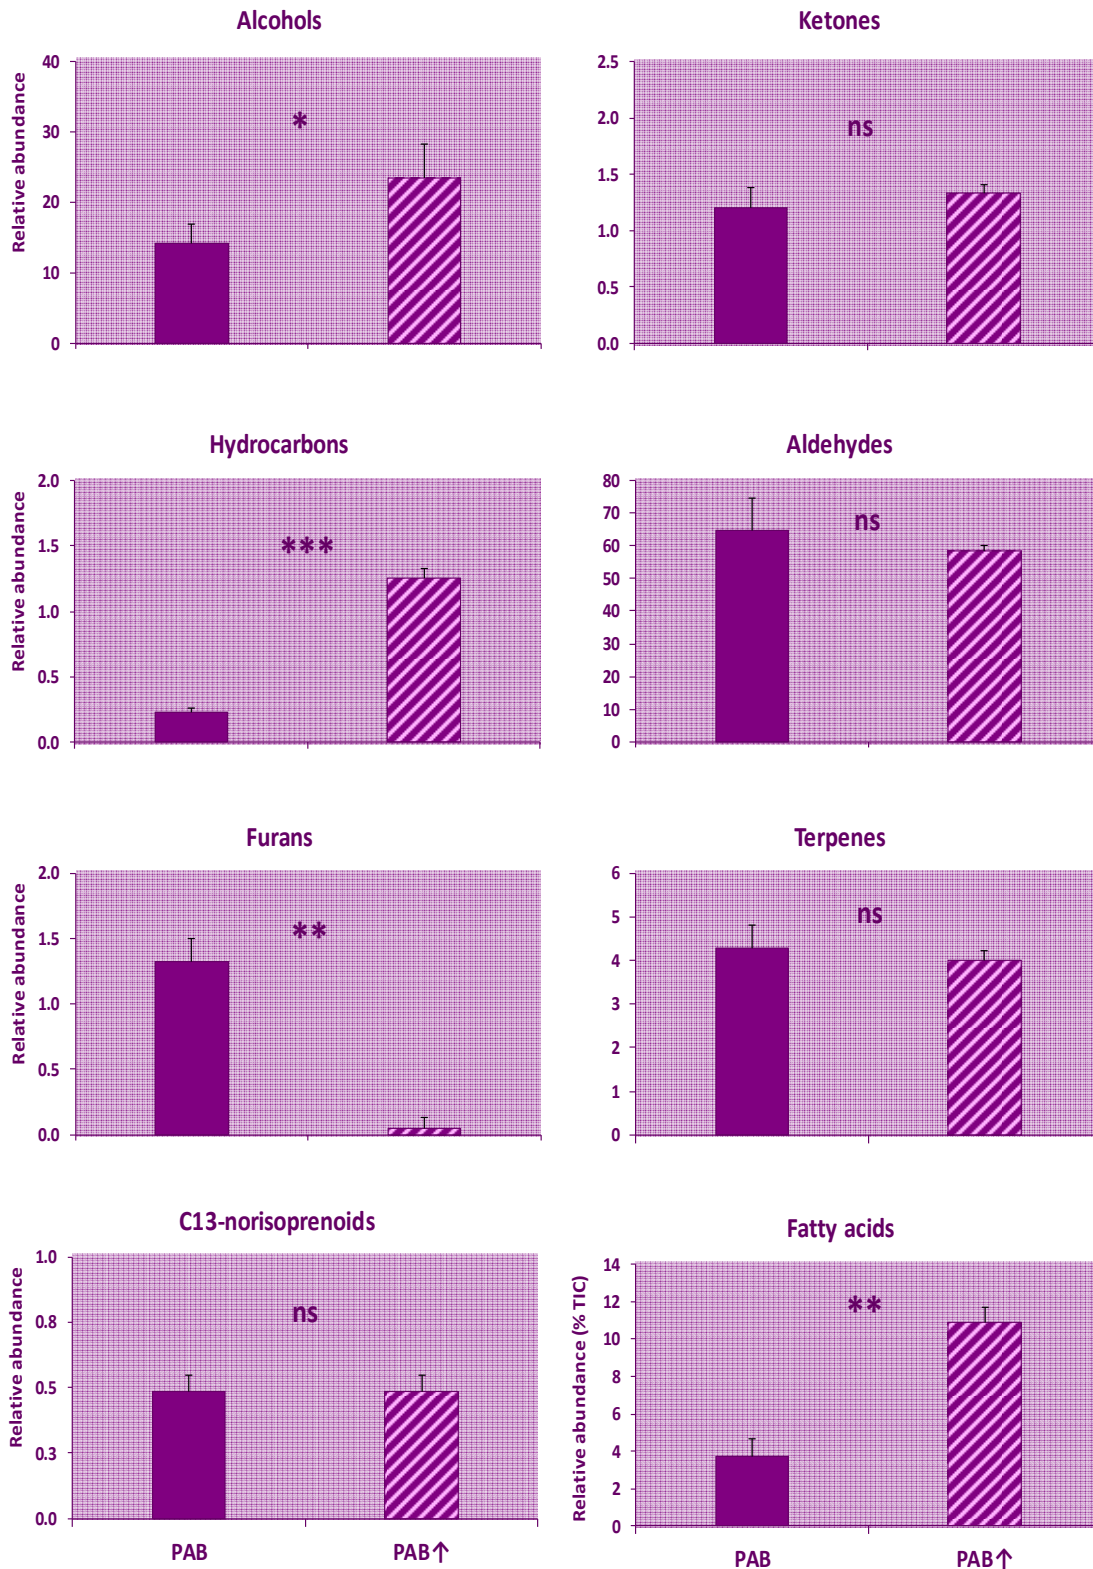 Alcohols
Relative abundance
40
30
20
10
0
*
Ketones
2.5
2.0
1.5
1.0
0.5
0.0
ns
Hydrocarbons
Relative abundance
2.0
1.5
1.0
0.5
0.0
***
Aldehydes
80
70
60
50
40
30
20
10
0
ns
Furans
Relative abundance
2.0
1.5
1.0
0.5
0.0
**
Terpenes
6
5
4
3
2
1
0
ns
C13-norisoprenoids
Relative abundance
1.0
0.8
0.5
0.3
0.0
ns
PAB
PAB↑
Fatty acids
Relative abundance (% TIC)
14
12
10
8
6
4
2
0
**
PAB
PAB↑